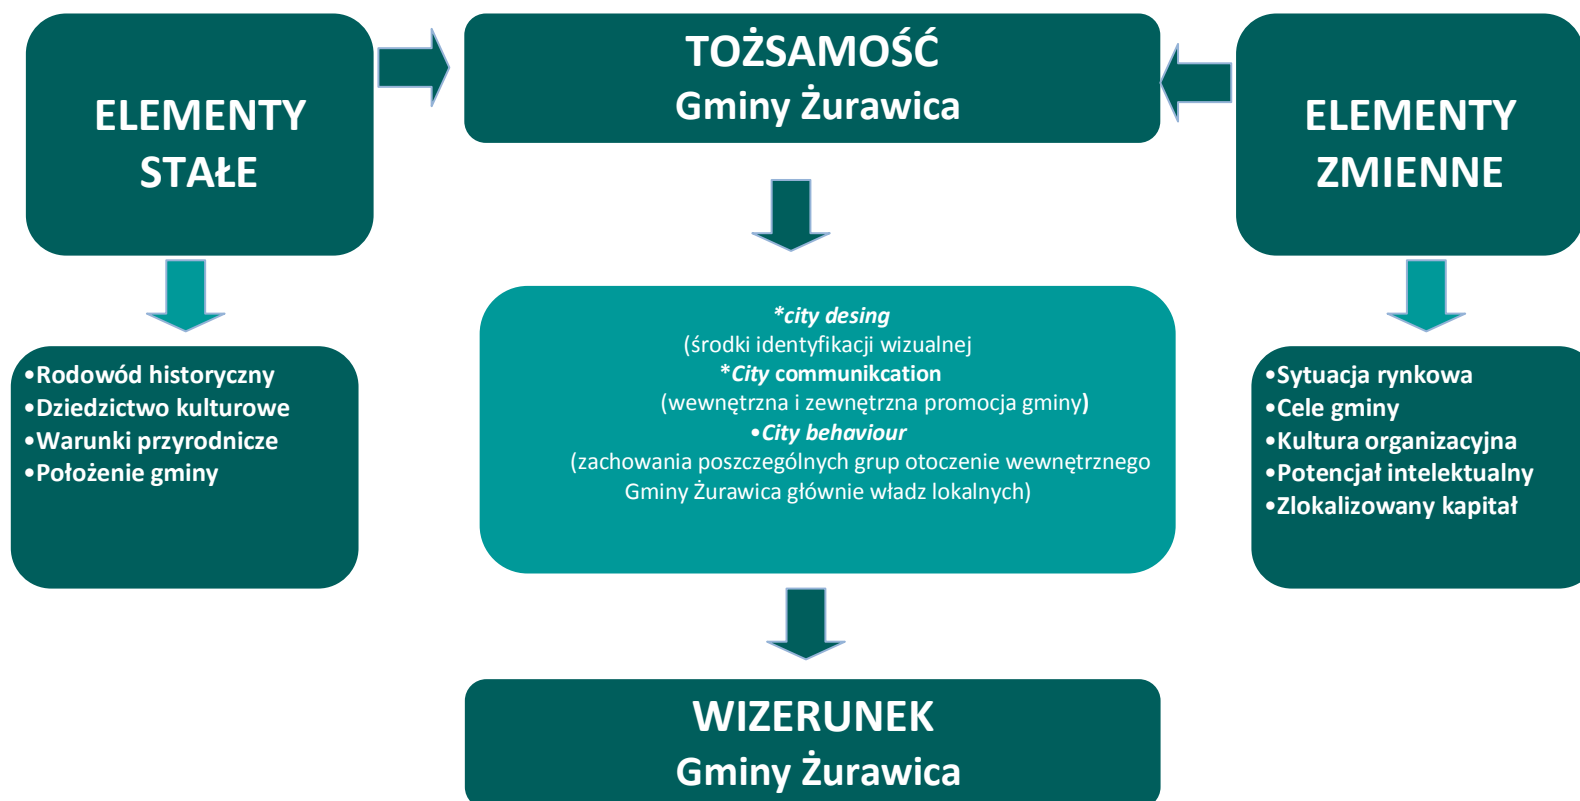 ELEMENTY
STAŁE
TOŻSAMOŚĆ
Gminy Żurawica
ELEMENTY
ZMIENNE
*city desing
(środki identyfikacji wizualnej
*City communikcation
(wewnętrzna i zewnętrzna promocja gminy)
•City behaviour
(zachowania poszczególnych grup otoczenie wewnętrznego
Gminy Żurawica głównie władz lokalnych)
•Rodowód historyczny
•Dziedzictwo kulturowe
•Warunki przyrodnicze
•Położenie gminy
•Sytuacja rynkowa
•Cele gminy
•Kultura organizacyjna
•Potencjał intelektualny
•Zlokalizowany kapitał
WIZERUNEK
Gminy Żurawica